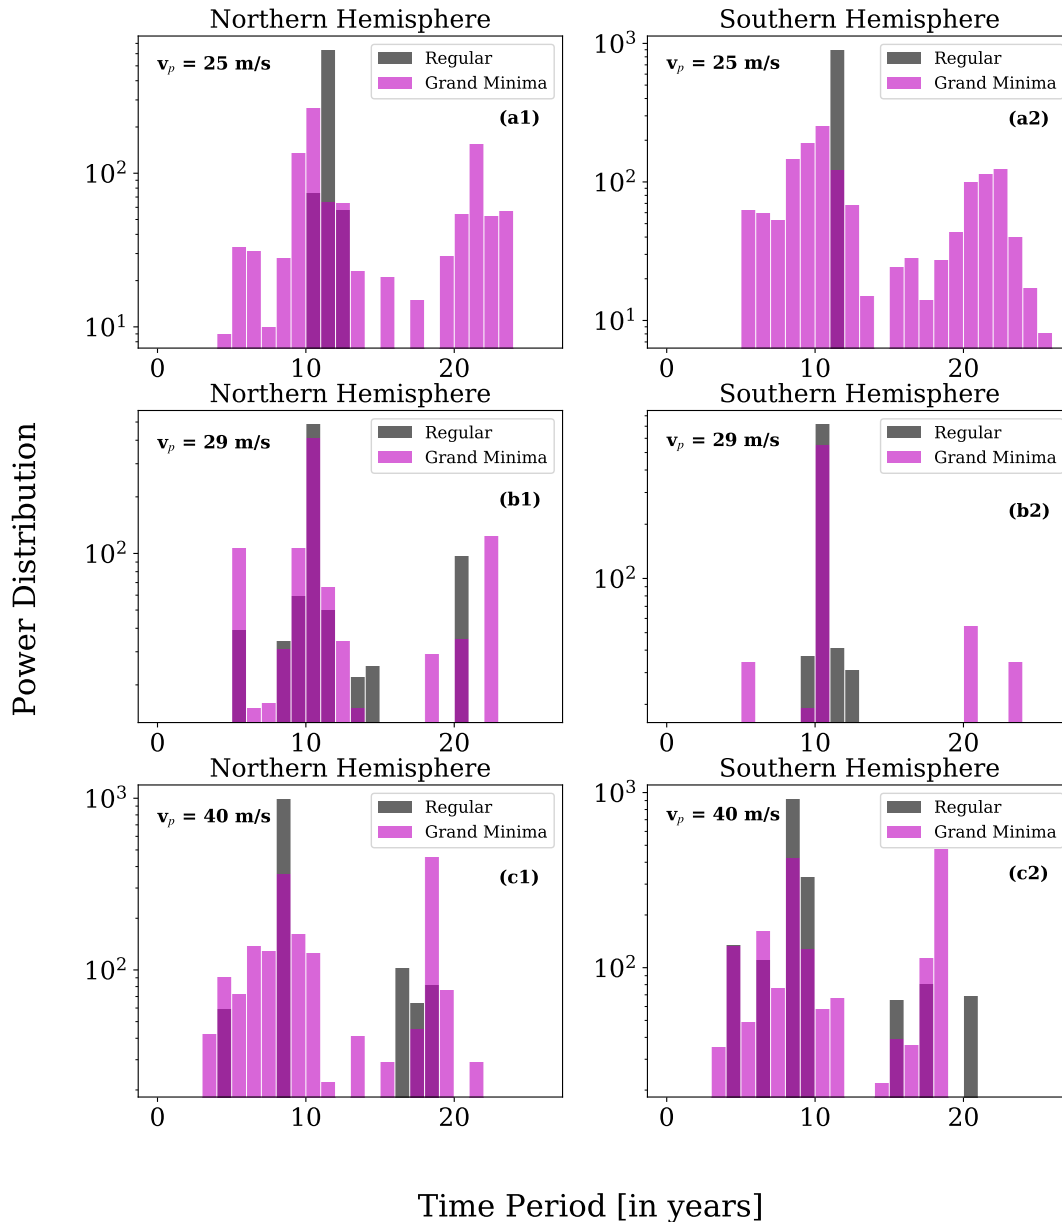 Northern Hemisphere
Southern Hemisphere
v_p = 25 m/s
Regular
Grand Minima
(a1)
10^2
10^1
0 10 20
v_p = 25 m/s
Regular
Grand Minima
(a2)
10^3
10^2
10^1
0 10 20
Northern Hemisphere
Southern Hemisphere
v_p = 29 m/s
Regular
Grand Minima
(b1)
10^2
0 10 20
v_p = 29 m/s
Regular
Grand Minima
(b2)
10^2
0 10 20
Northern Hemisphere
Southern Hemisphere
v_p = 40 m/s
Regular
Grand Minima
(c1)
10^3
10^2
0 10 20
v_p = 40 m/s
Regular
Grand Minima
(c2)
10^3
10^2
0 10 20
Power Distribution
Time Period [in years]